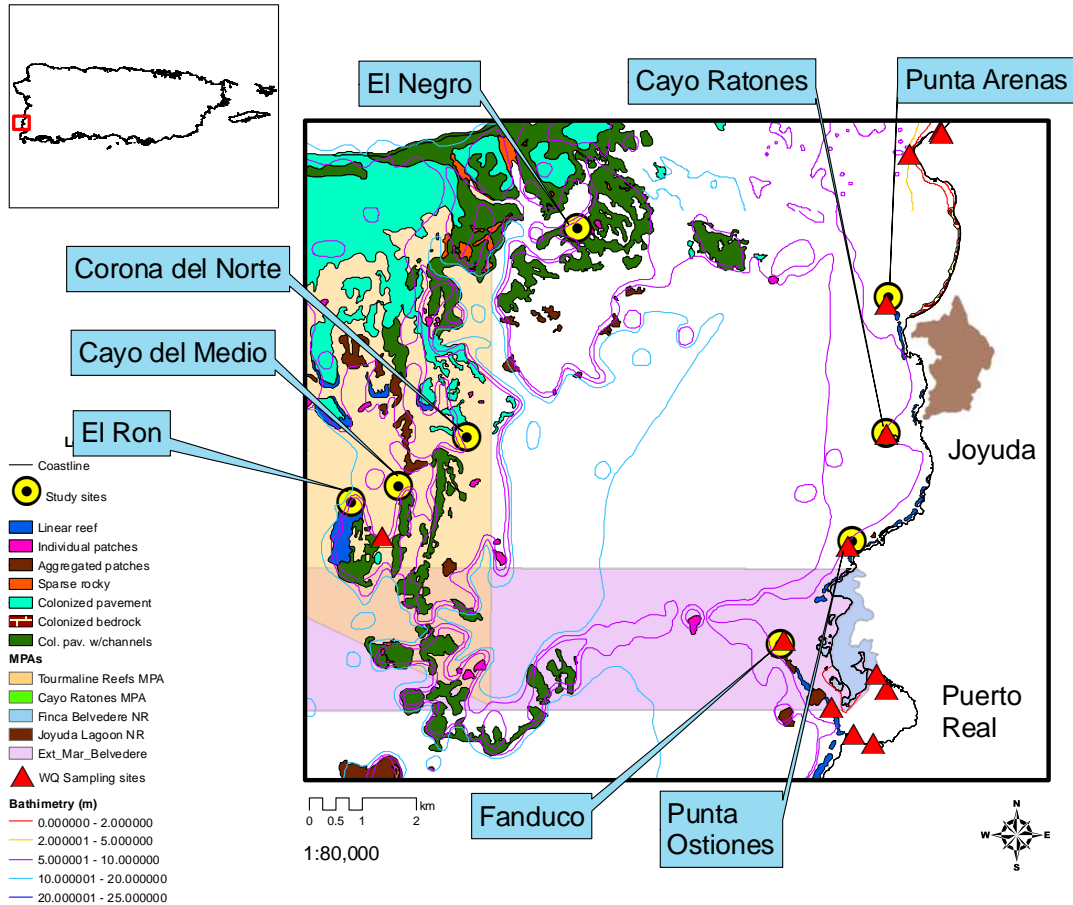 El Negro
Cayo Ratones
Punta Arenas
Corona del Norte
Cayo del Medio
El Ron
Joyuda
Puerto
Real
Fanduco
Punta
Ostiones
L
Coastline
Study sites
Linear reef
Individual patches
Aggregated patches
Sparse rocky
Colonized pavement
Colonized bedrock
Col. pav. w/channels
MPAs
Tourmaline Reefs MPA
Cayo Ratones MPA
Finca Belvedere NR
Joyuda Lagoon NR
Ext_Mar_Belvedere
WQ Sampling sites
Bathimetry (m)
0.000000 - 2.000000
2.000001 - 5.000000
5.000001 - 10.000000
10.000001 - 20.000000
20.000001 - 25.000000
km
0 0.5 1 2
1:80,000
N
W E
S